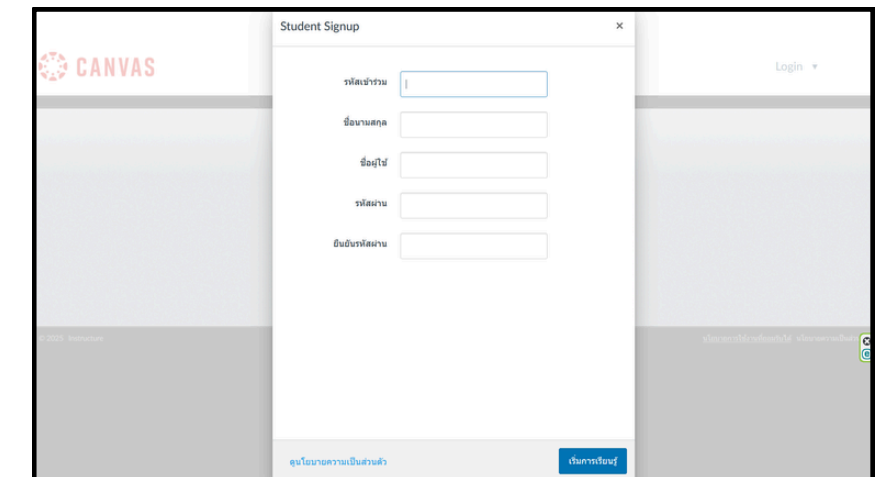 Student Signup ×
CANVAS
Login ▼
รหัสเข้าร่วม
ชื่อนามสกุล
ชื่อผู้ใช้
รหัสผ่าน
ยืนยันรหัสผ่าน
© 2025 Instructure
ดูนโยบายความเป็นส่วนตัว
เริ่มการเรียนรู้